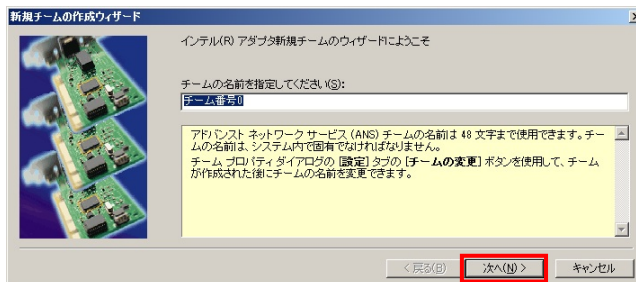 新規チームの作成ウィザード
インテル(R) アダプタ新規チームのウィザードにようこそ
チームの名前を指定してください(S):
チーム番号0
アドバンスト ネットワーク サービス (ANS) チームの名前は 48 文字まで使用できます。チー
ムの名前は、システム内で固有でなければなりません。
チーム プロパティ ダイアログの [設定] タブの [チームの変更] ボタンを使用して、チーム
が作成された後にチームの名前を変更できます。
< 戻る(B)
次へ(N) >
キャンセル